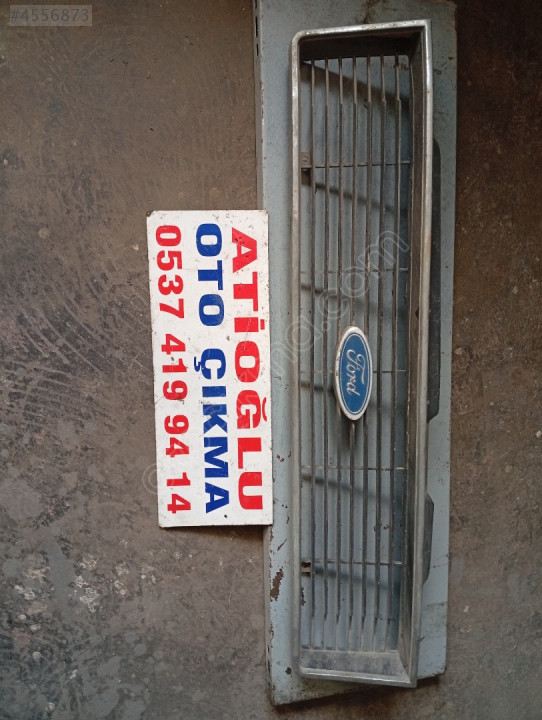 #4556873
ATİOĞLU
OTO ÇIKMA
0537 419 94 14
Ford